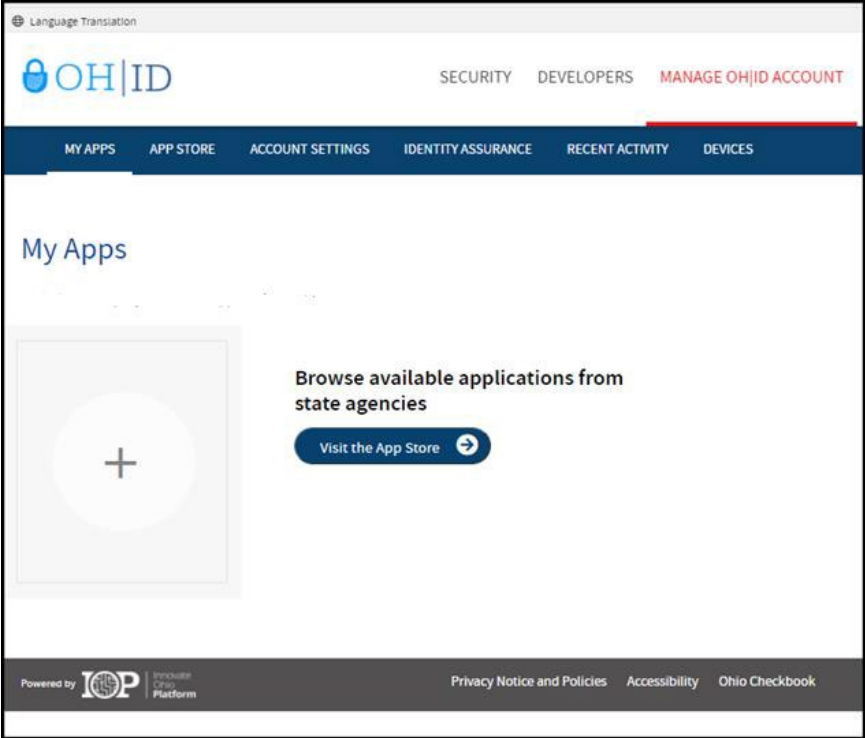 Language Translation
OH|ID
SECURITY DEVELOPERS MANAGE OH|ID ACCOUNT
MY APPS APP STORE ACCOUNT SETTINGS IDENTITY ASSURANCE RECENT ACTIVITY DEVICES
My Apps
Browse available applications from
state agencies
Visit the App Store
Powered by IOP Innovate Ohio Platform Privacy Notice and Policies Accessibility Ohio Checkbook